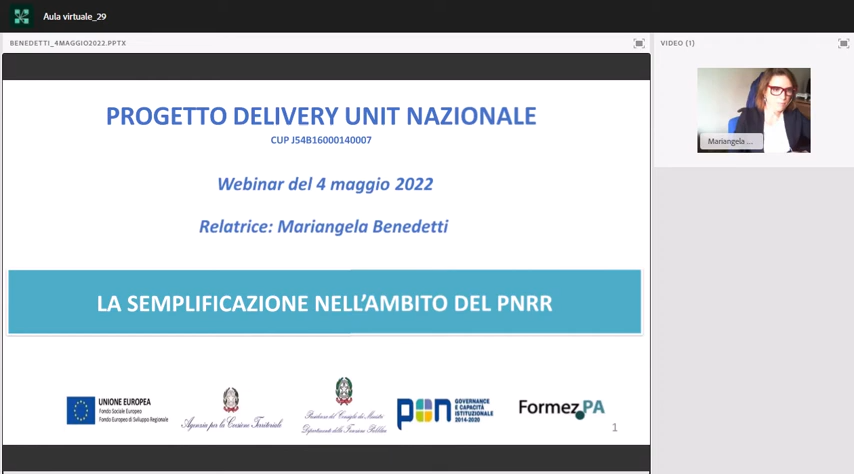 Aula virtuale_29
BENEDETTI_4MAGGIO2022.PPTX
VIDEO (1)
PROGETTO DELIVERY UNIT NAZIONALE
CUP J54B16000140007
Webinar del 4 maggio 2022
Relatrice: Mariangela Benedetti
Mariangela ...
LA SEMPLIFICAZIONE NELL'AMBITO DEL PNRR
UNIONE EUROPEA
Fondo Sociale Europeo
Fondo Europeo di Sviluppo Regionale
Agenzia per la Coesione Territoriale
Presidenza del Consiglio dei Ministri
Dipartimento della Funzione Pubblica
pon
GOVERNANCE
E CAPACITÀ
ISTITUZIONALE
2014-2020
Formez PA
1